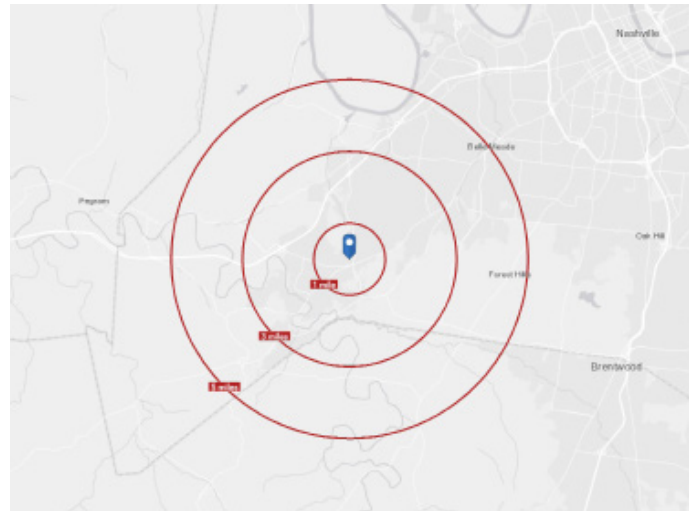 Nashville
Belle Meade
Pegram
Oak Hill
Forest Hills
1 mile
3 miles
Brentwood
5 miles